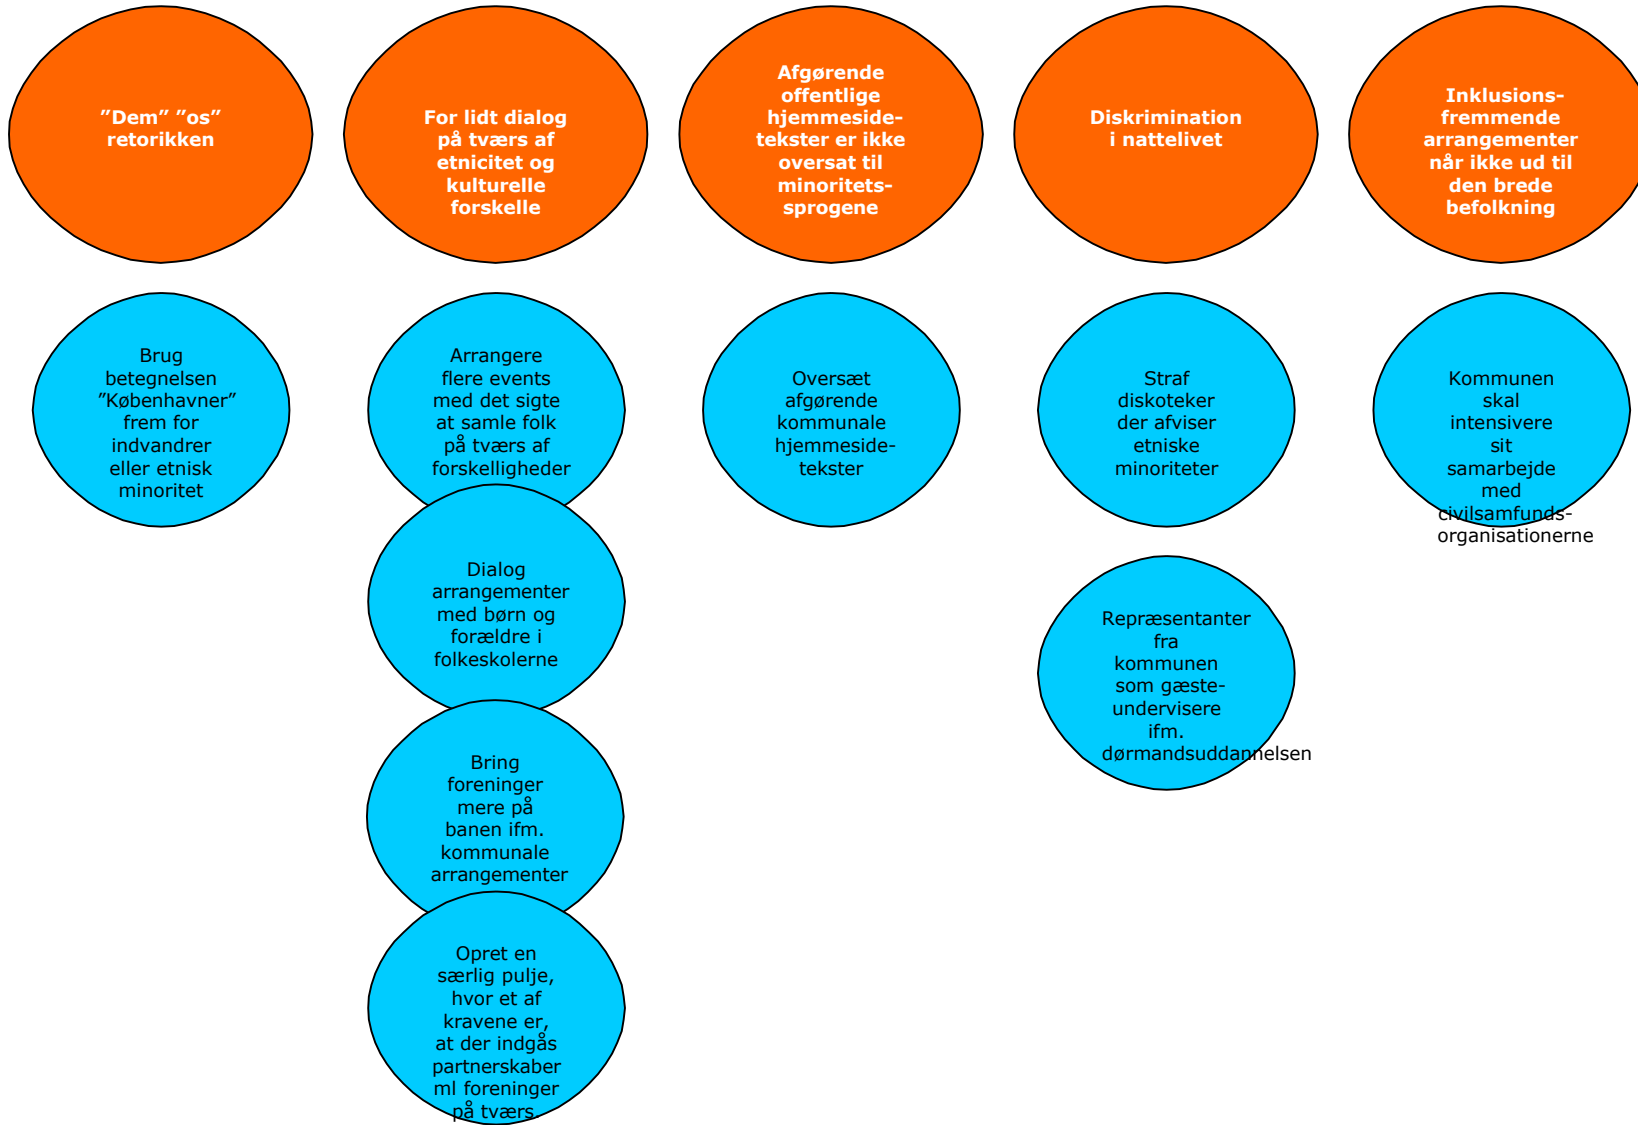 ”Dem” ”os”
retorikken
For lidt dialog
på tværs af
etnicitet og
kulturelle
forskelle
Afgørende
offentlige
hjemmeside-
tekster er ikke
oversat til
minoritets-
sprogene
Diskrimination
i nattelivet
Inklusions-
fremmende
arrangementer
når ikke ud til
den brede
befolkning
Brug
betegnelsen
”Københavner”
frem for
indvandrer
eller etnisk
minoritet
Arrangere
flere events
med det sigte
at samle folk
på tværs af
forskelligheder
Oversæt
afgørende
kommunale
hjemmeside-
tekster
Straf
diskoteker
der afviser
etniske
minoriteter
Kommunen
skal
intensivere
sit
samarbejde
med
civilsamfunds-
organisationerne
Dialog
arrangementer
med børn og
forældre i
folkeskolerne
Repræsentanter
fra
kommunen
som gæste-
undervisere
ifm.
dørmandsuddannelsen
Bring
foreninger
mere på
banen ifm.
kommunale
arrangementer
Opret en
særlig pulje,
hvor et af
kravene er,
at der indgås
partnerskaber
ml foreninger
på tværs.